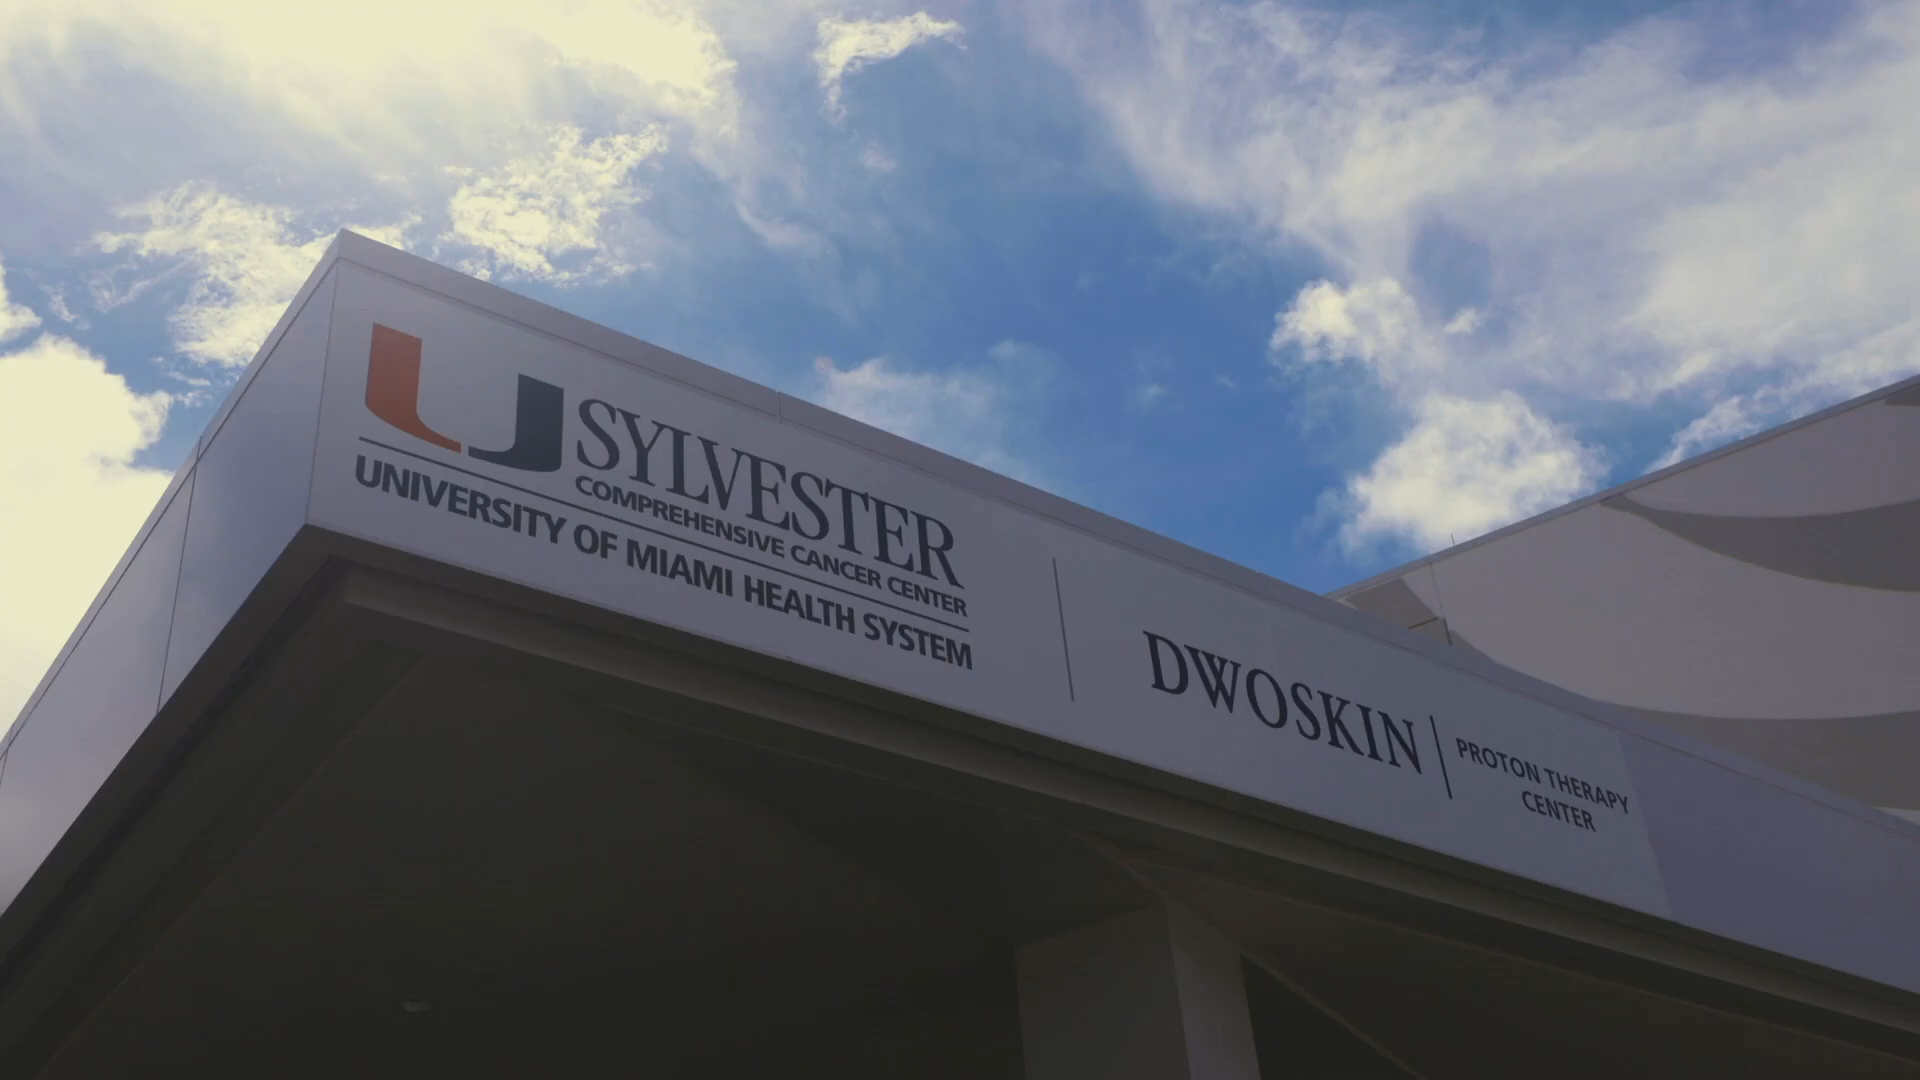 SYLVESTER
COMPREHENSIVE CANCER CENTER
UNIVERSITY OF MIAMI HEALTH SYSTEM
DWOSKIN
PROTON THERAPY
CENTER